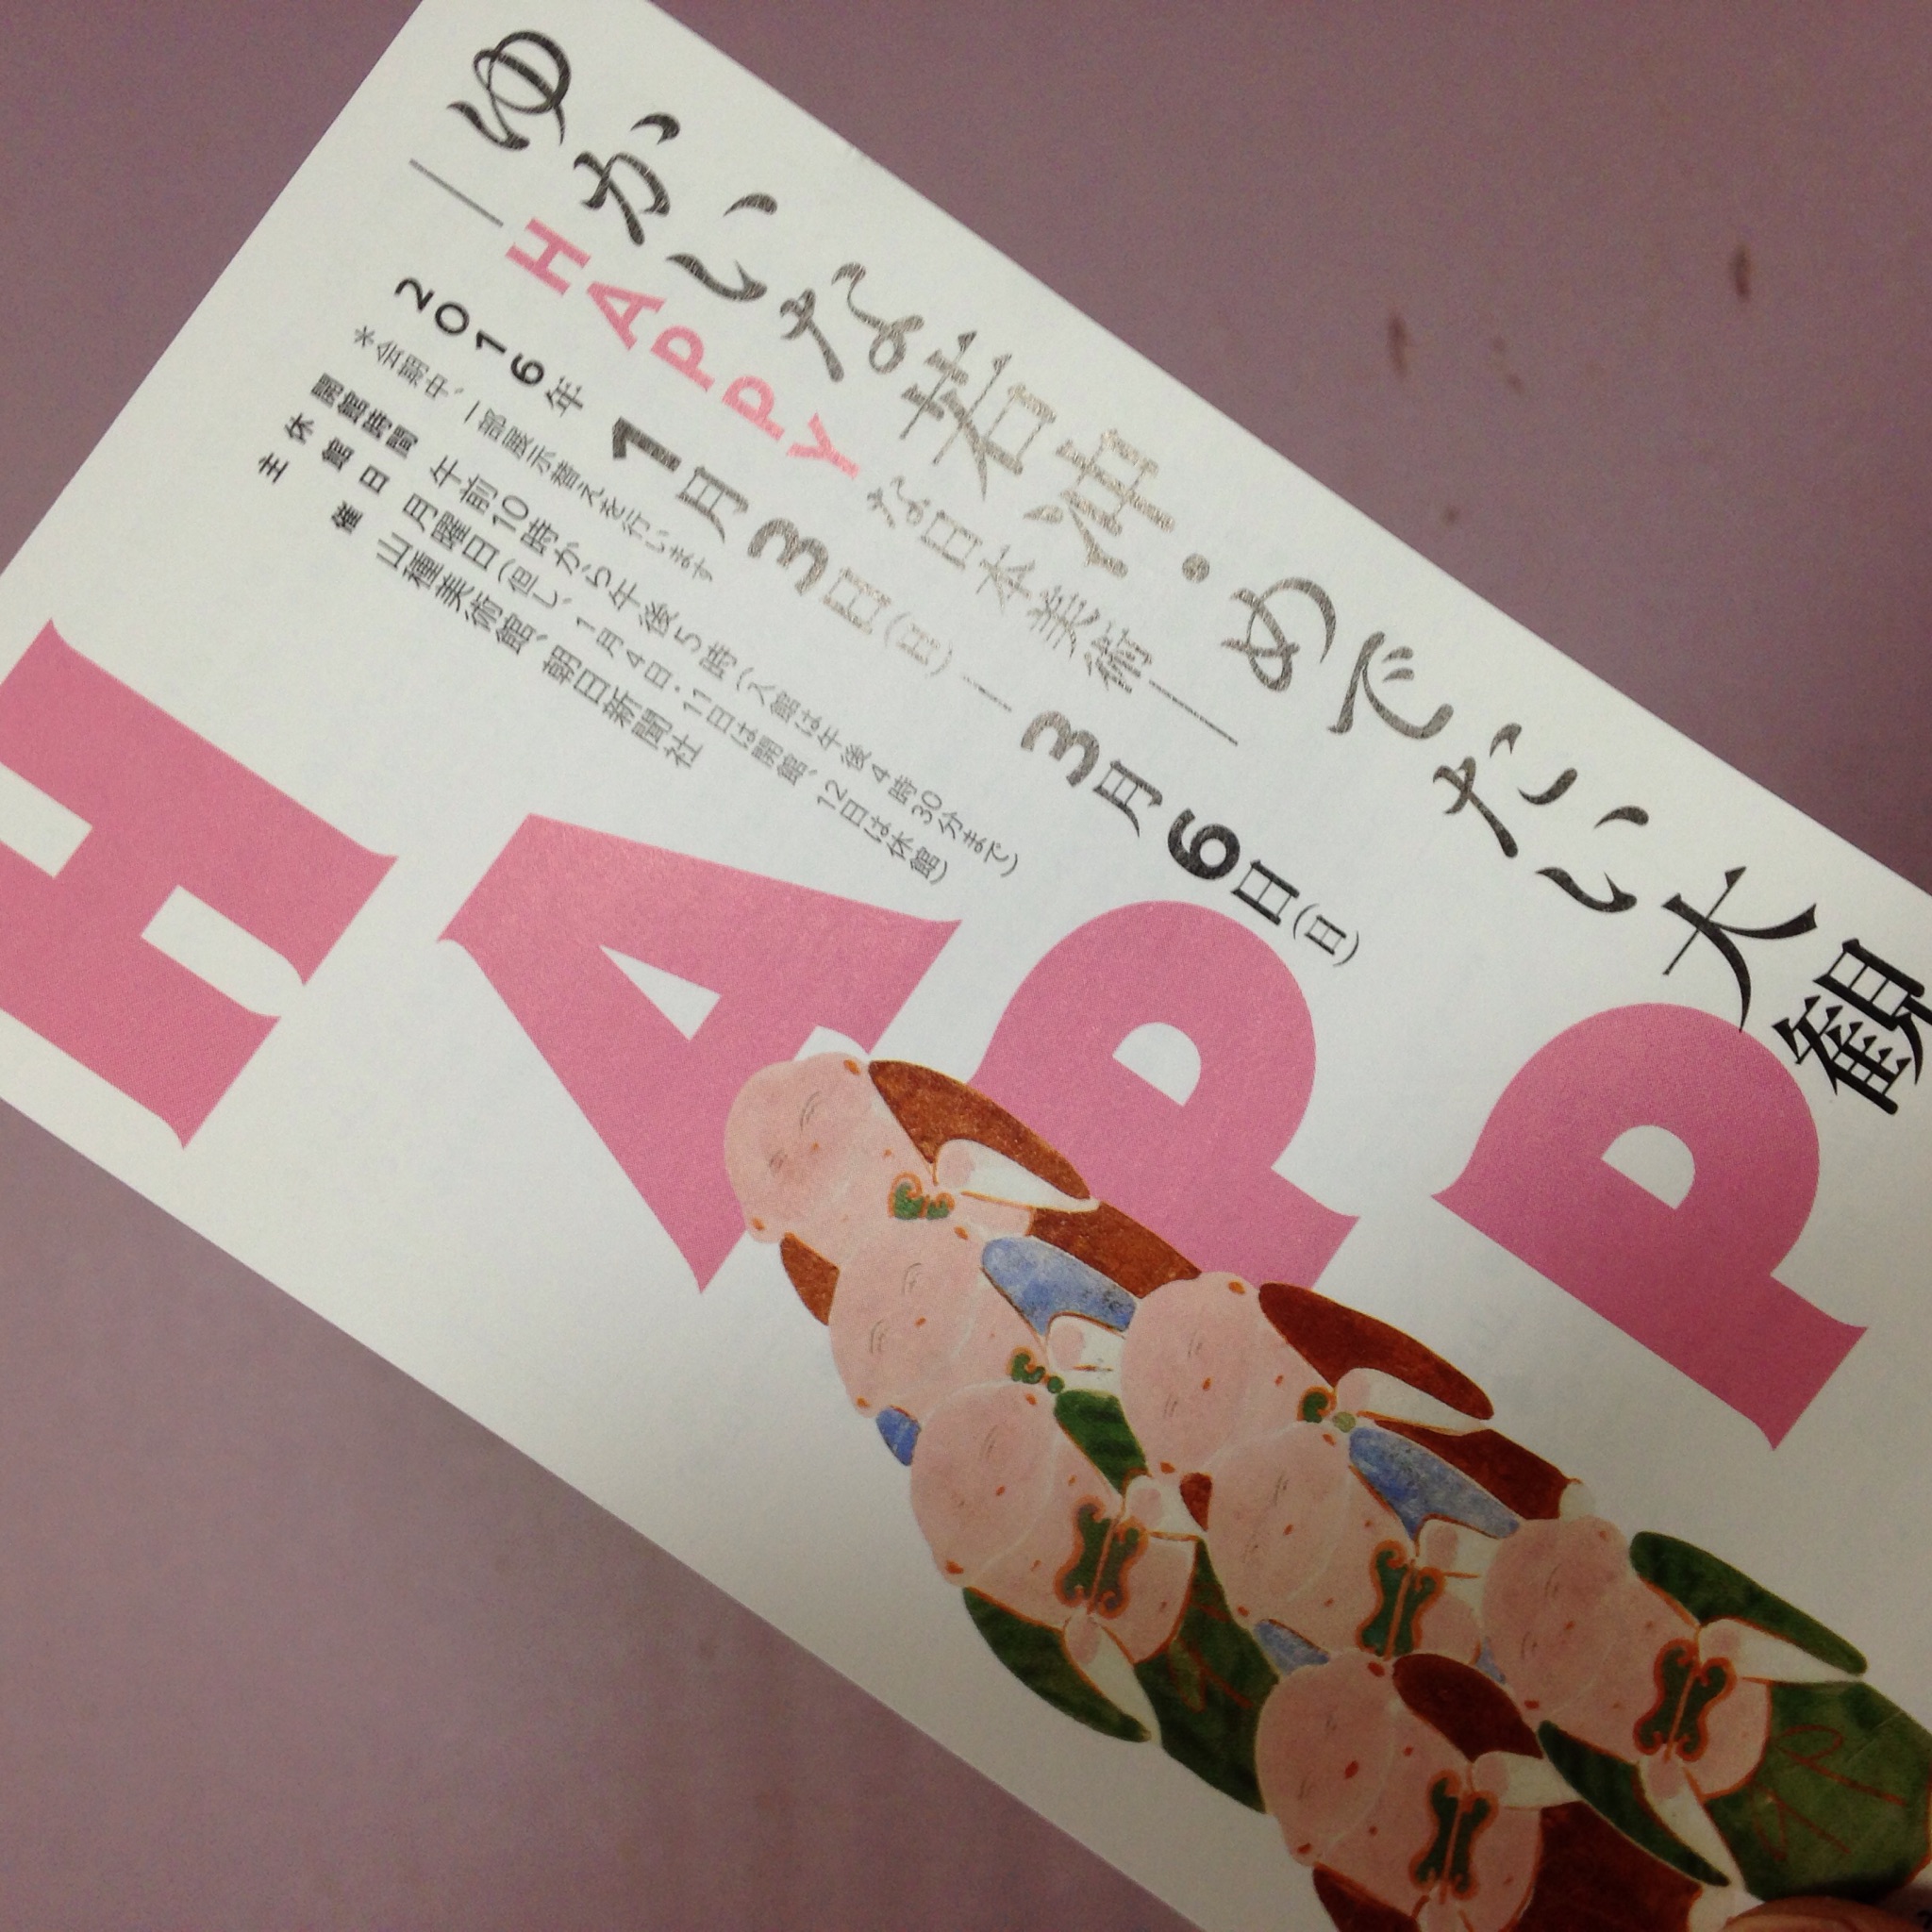 ゆかいな若冲・めでたい大観
—HAPPYな日本美術—
2016年1月3日(日)—3月6日(日)
*会期中、一部展示替えを行います
開館時間 午前10時から午後5時(入館は午後4時30分まで)
休館日 月曜日(但し、1月4日・11日は開館、12日は休館)
主催 山種美術館、朝日新聞社
HAPP